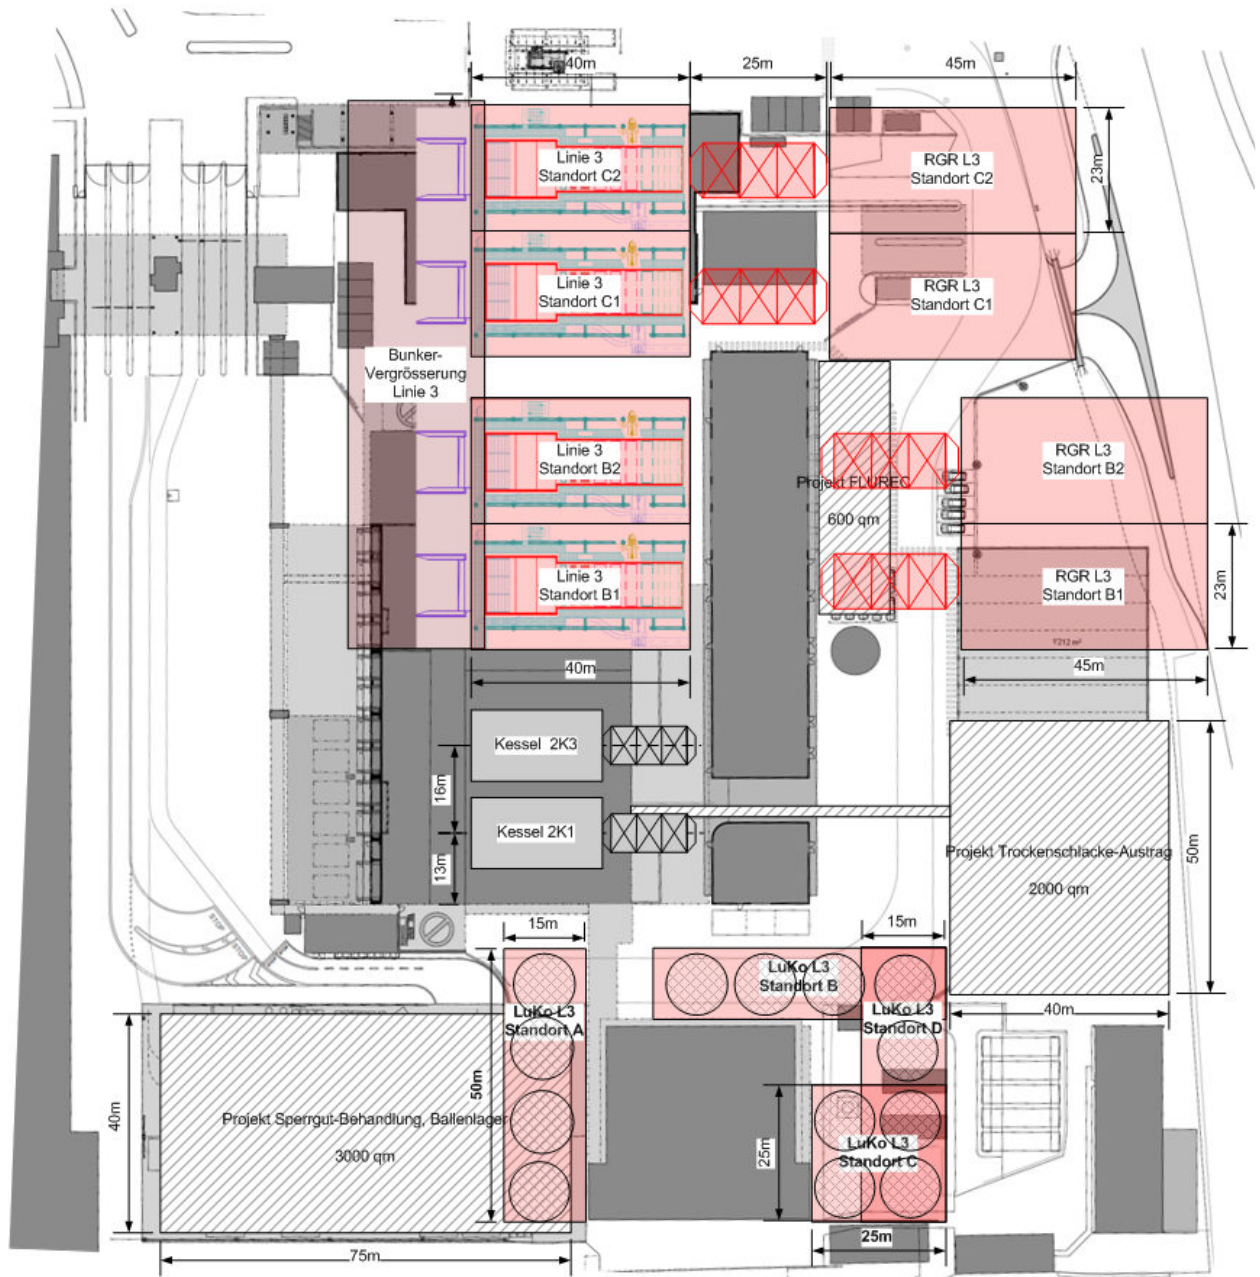 40m
25m
45m
Linie 3
Standort C2
RGR L3
Standort C2
23m
Linie 3
Standort C1
RGR L3
Standort C1
Bunker-
Vergrösserung
Linie 3
Linie 3
Standort B2
RGR L3
Standort B2
Projekt FLUREC
600 qm
Linie 3
Standort B1
RGR L3
Standort B1
23m
40m
45m
Kessel 2K3
16m
Kessel 2K1
13m
Projekt Trockenschlacke-Austrag
2000 qm
50m
STOP
STOP
15m
15m
LuKo L3
Standort B
LuKo L3
Standort A
LuKo L3
Standort D
40m
50m
40m
Projekt Sperrgut-Behandlung, Ballenlager
3000 qm
25m
LuKo L3
Standort C
75m
25m